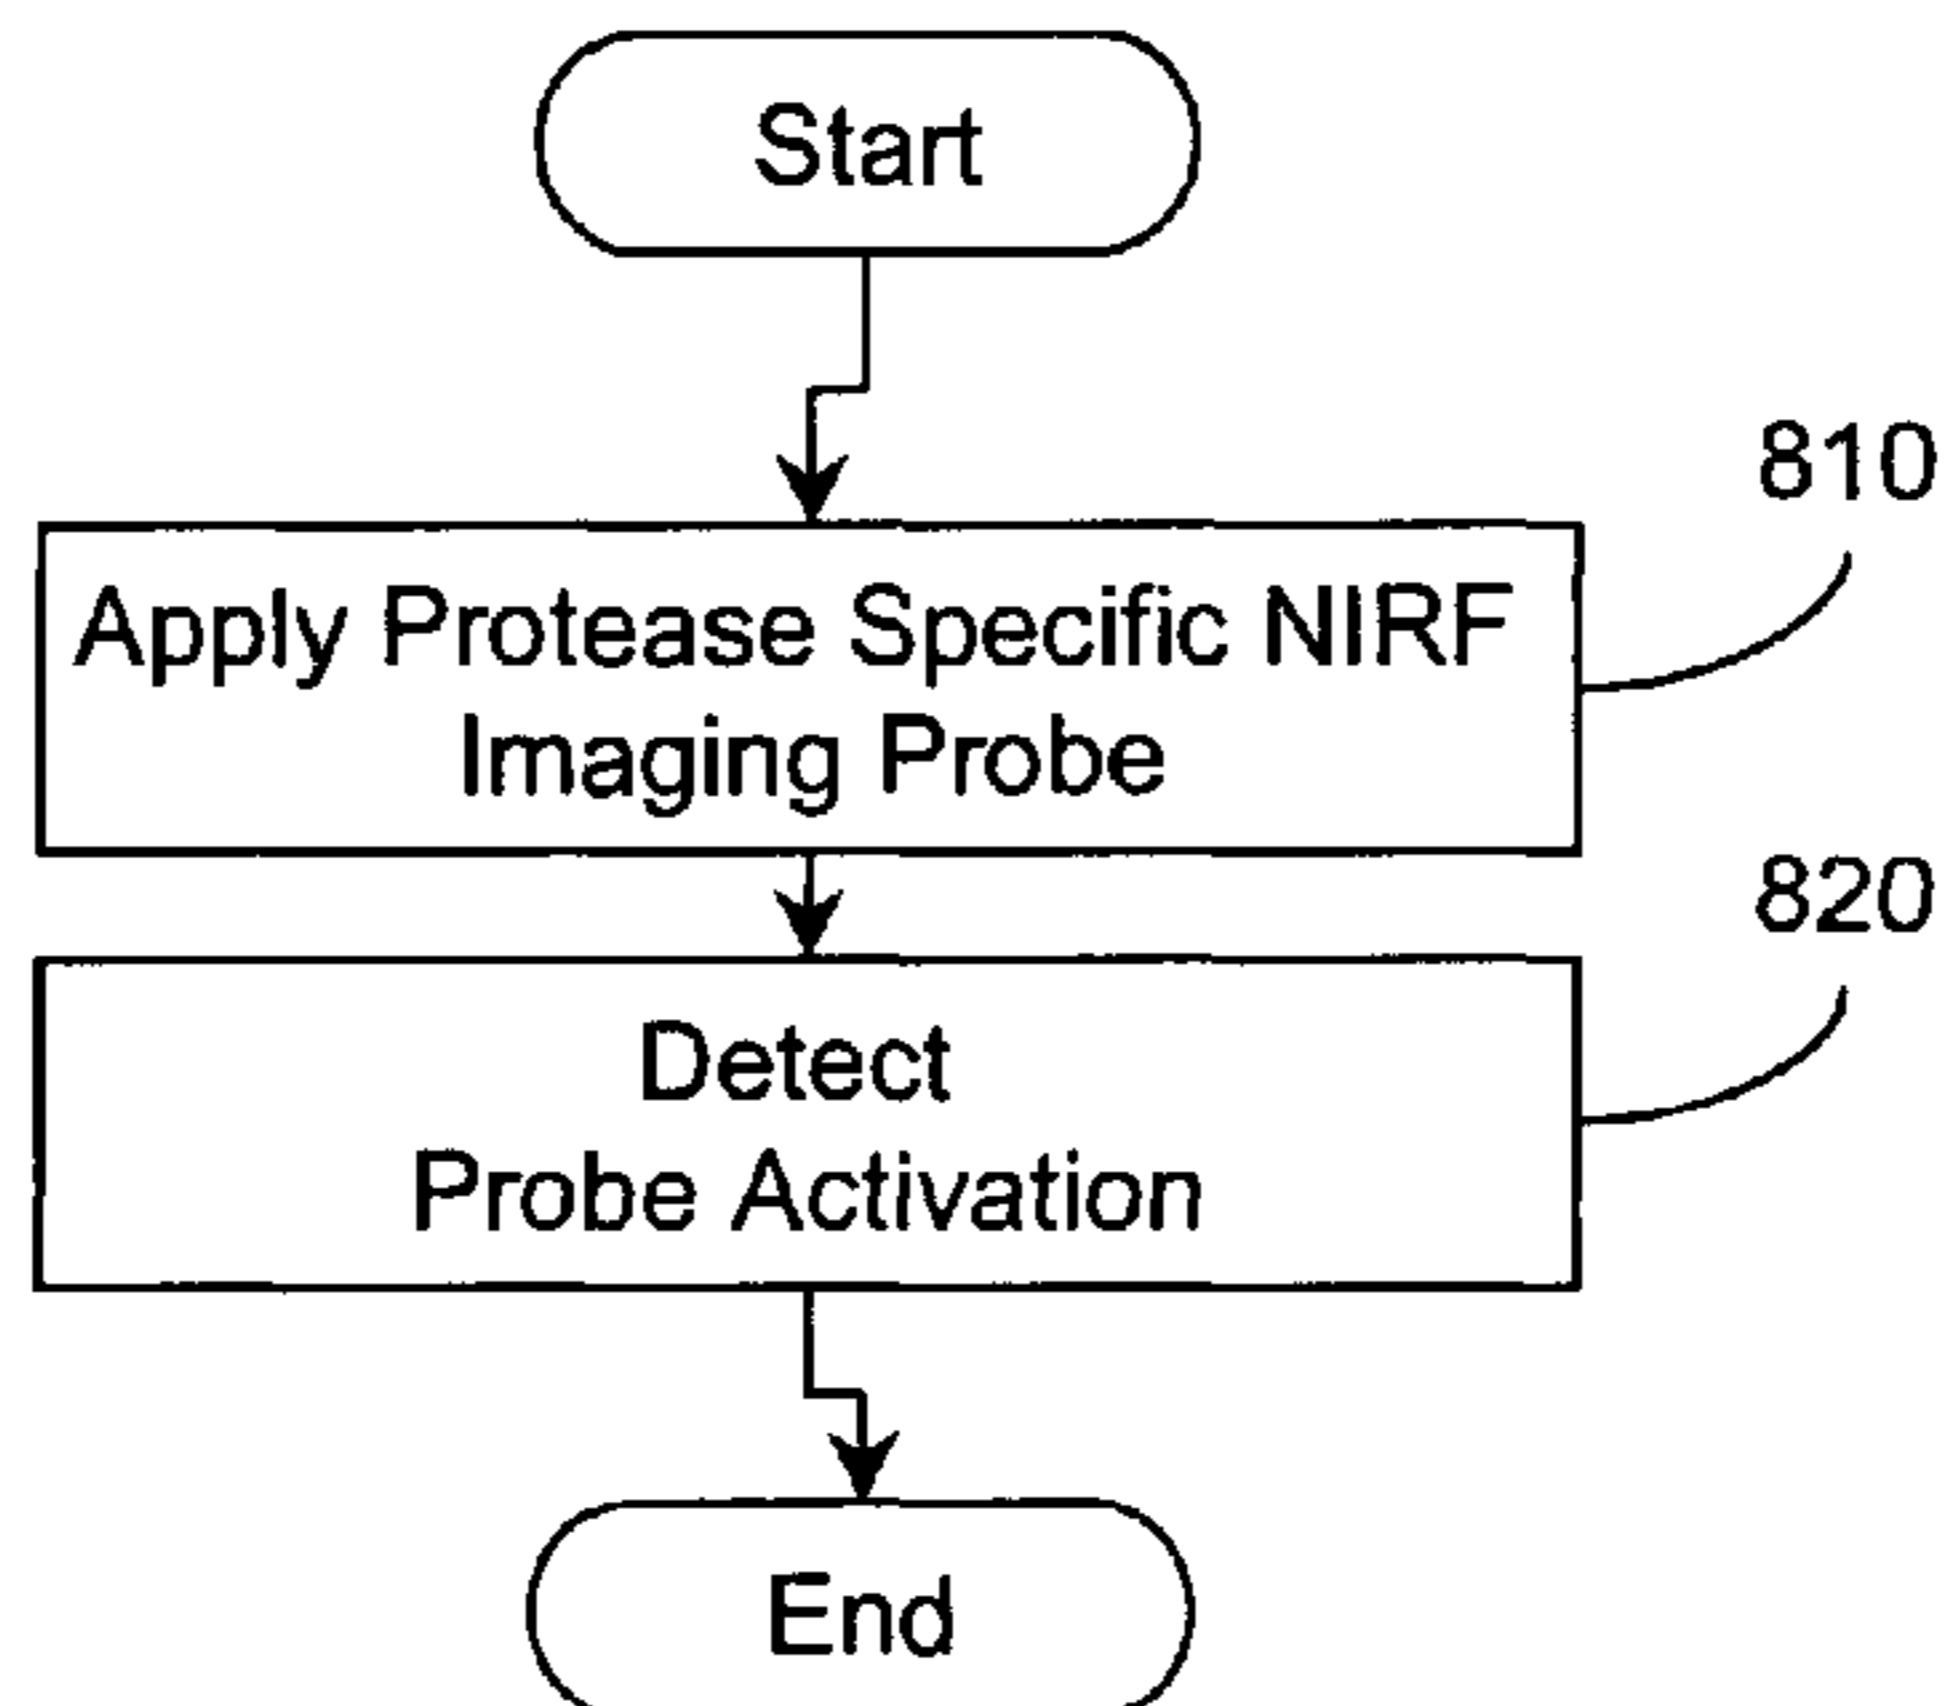 Start
810
Apply Protease Specific NIRF
Imaging Probe
820
Detect
Probe Activation
End